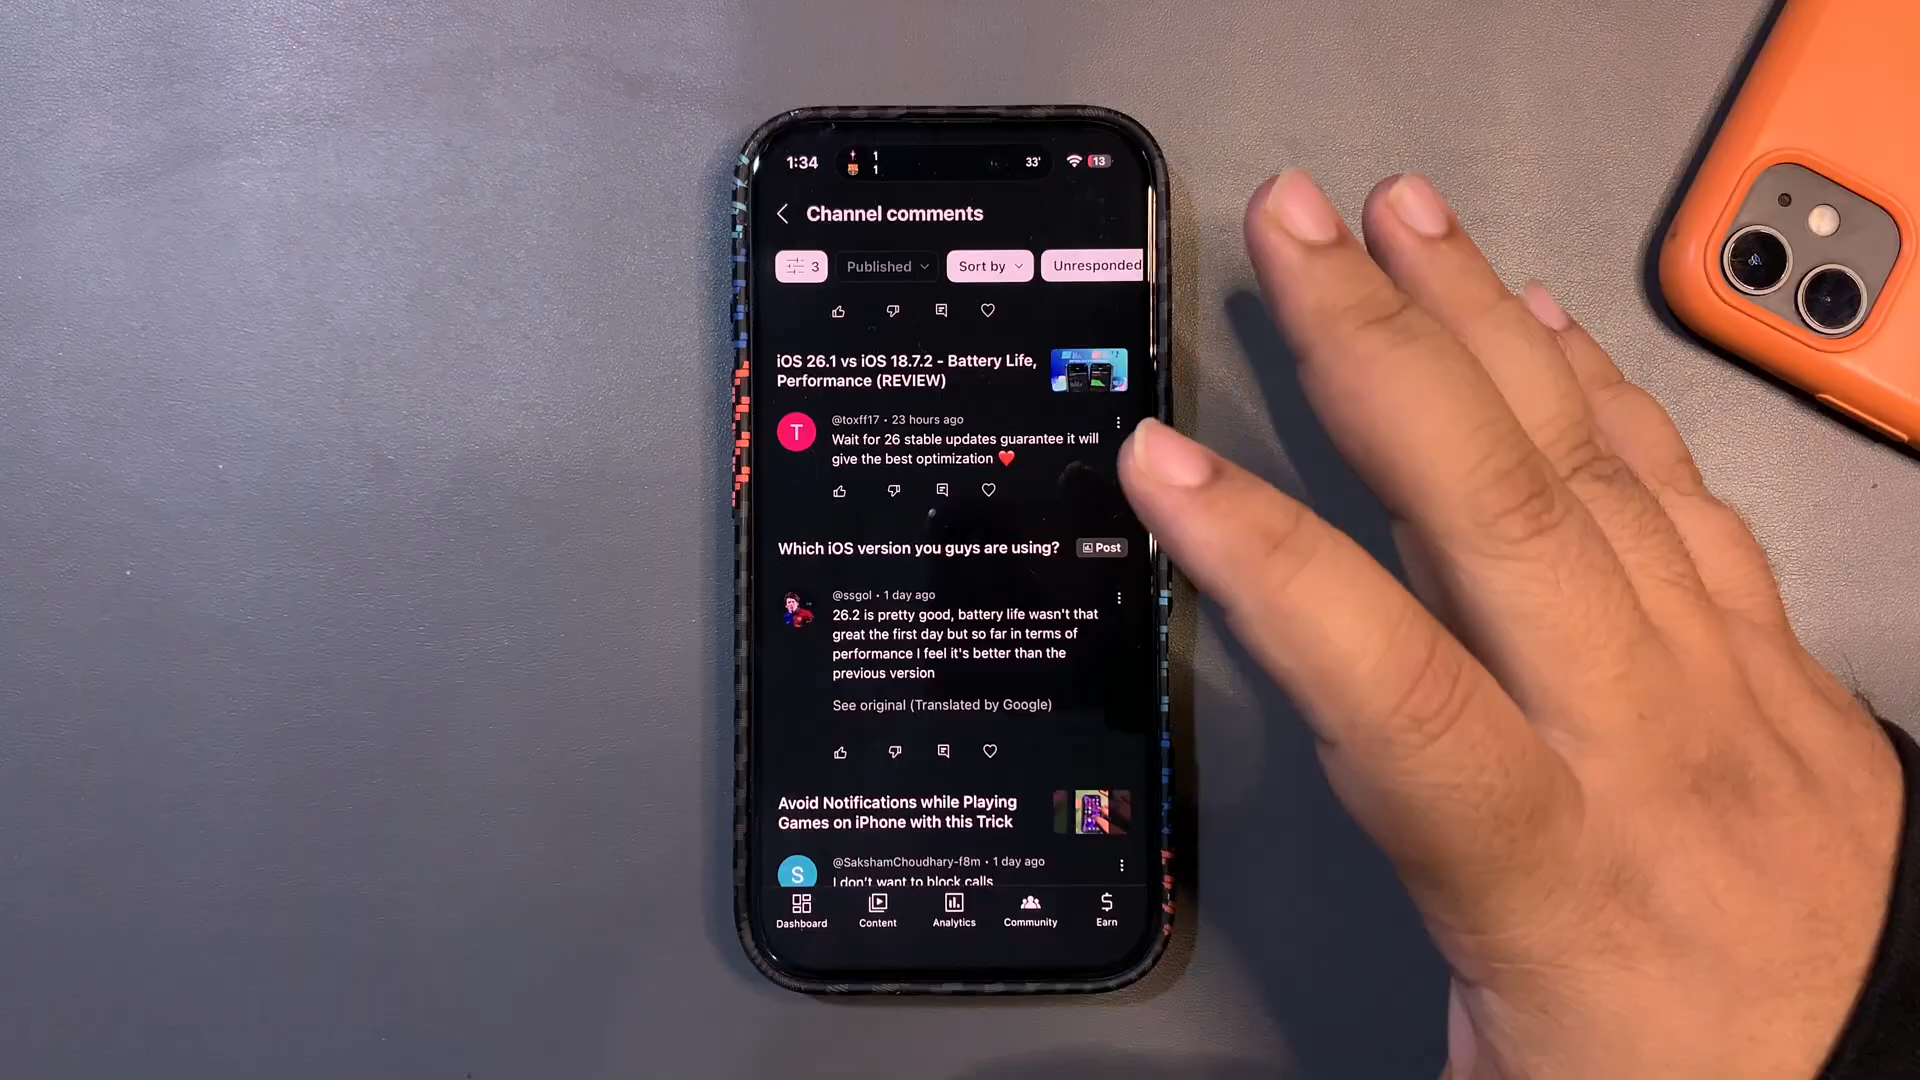 1:34
1
1
33'
13
Channel comments
3
Published
Sort by
Unresponded
iOS 26.1 vs iOS 18.7.2 - Battery Life,
Performance (REVIEW)
T
@toxff17 • 23 hours ago
Wait for 26 stable updates guarantee it will
give the best optimization ❤️
Which iOS version you guys are using?
Post
@ssgol • 1 day ago
26.2 is pretty good, battery life wasn't that
great the first day but so far in terms of
performance I feel it's better than the
previous version
See original (Translated by Google)
Avoid Notifications while Playing
Games on iPhone with this Trick
S
@SakshamChoudhary-f8m • 1 day ago
I don't want to block calls
Dashboard
Content
Analytics
Community
Earn